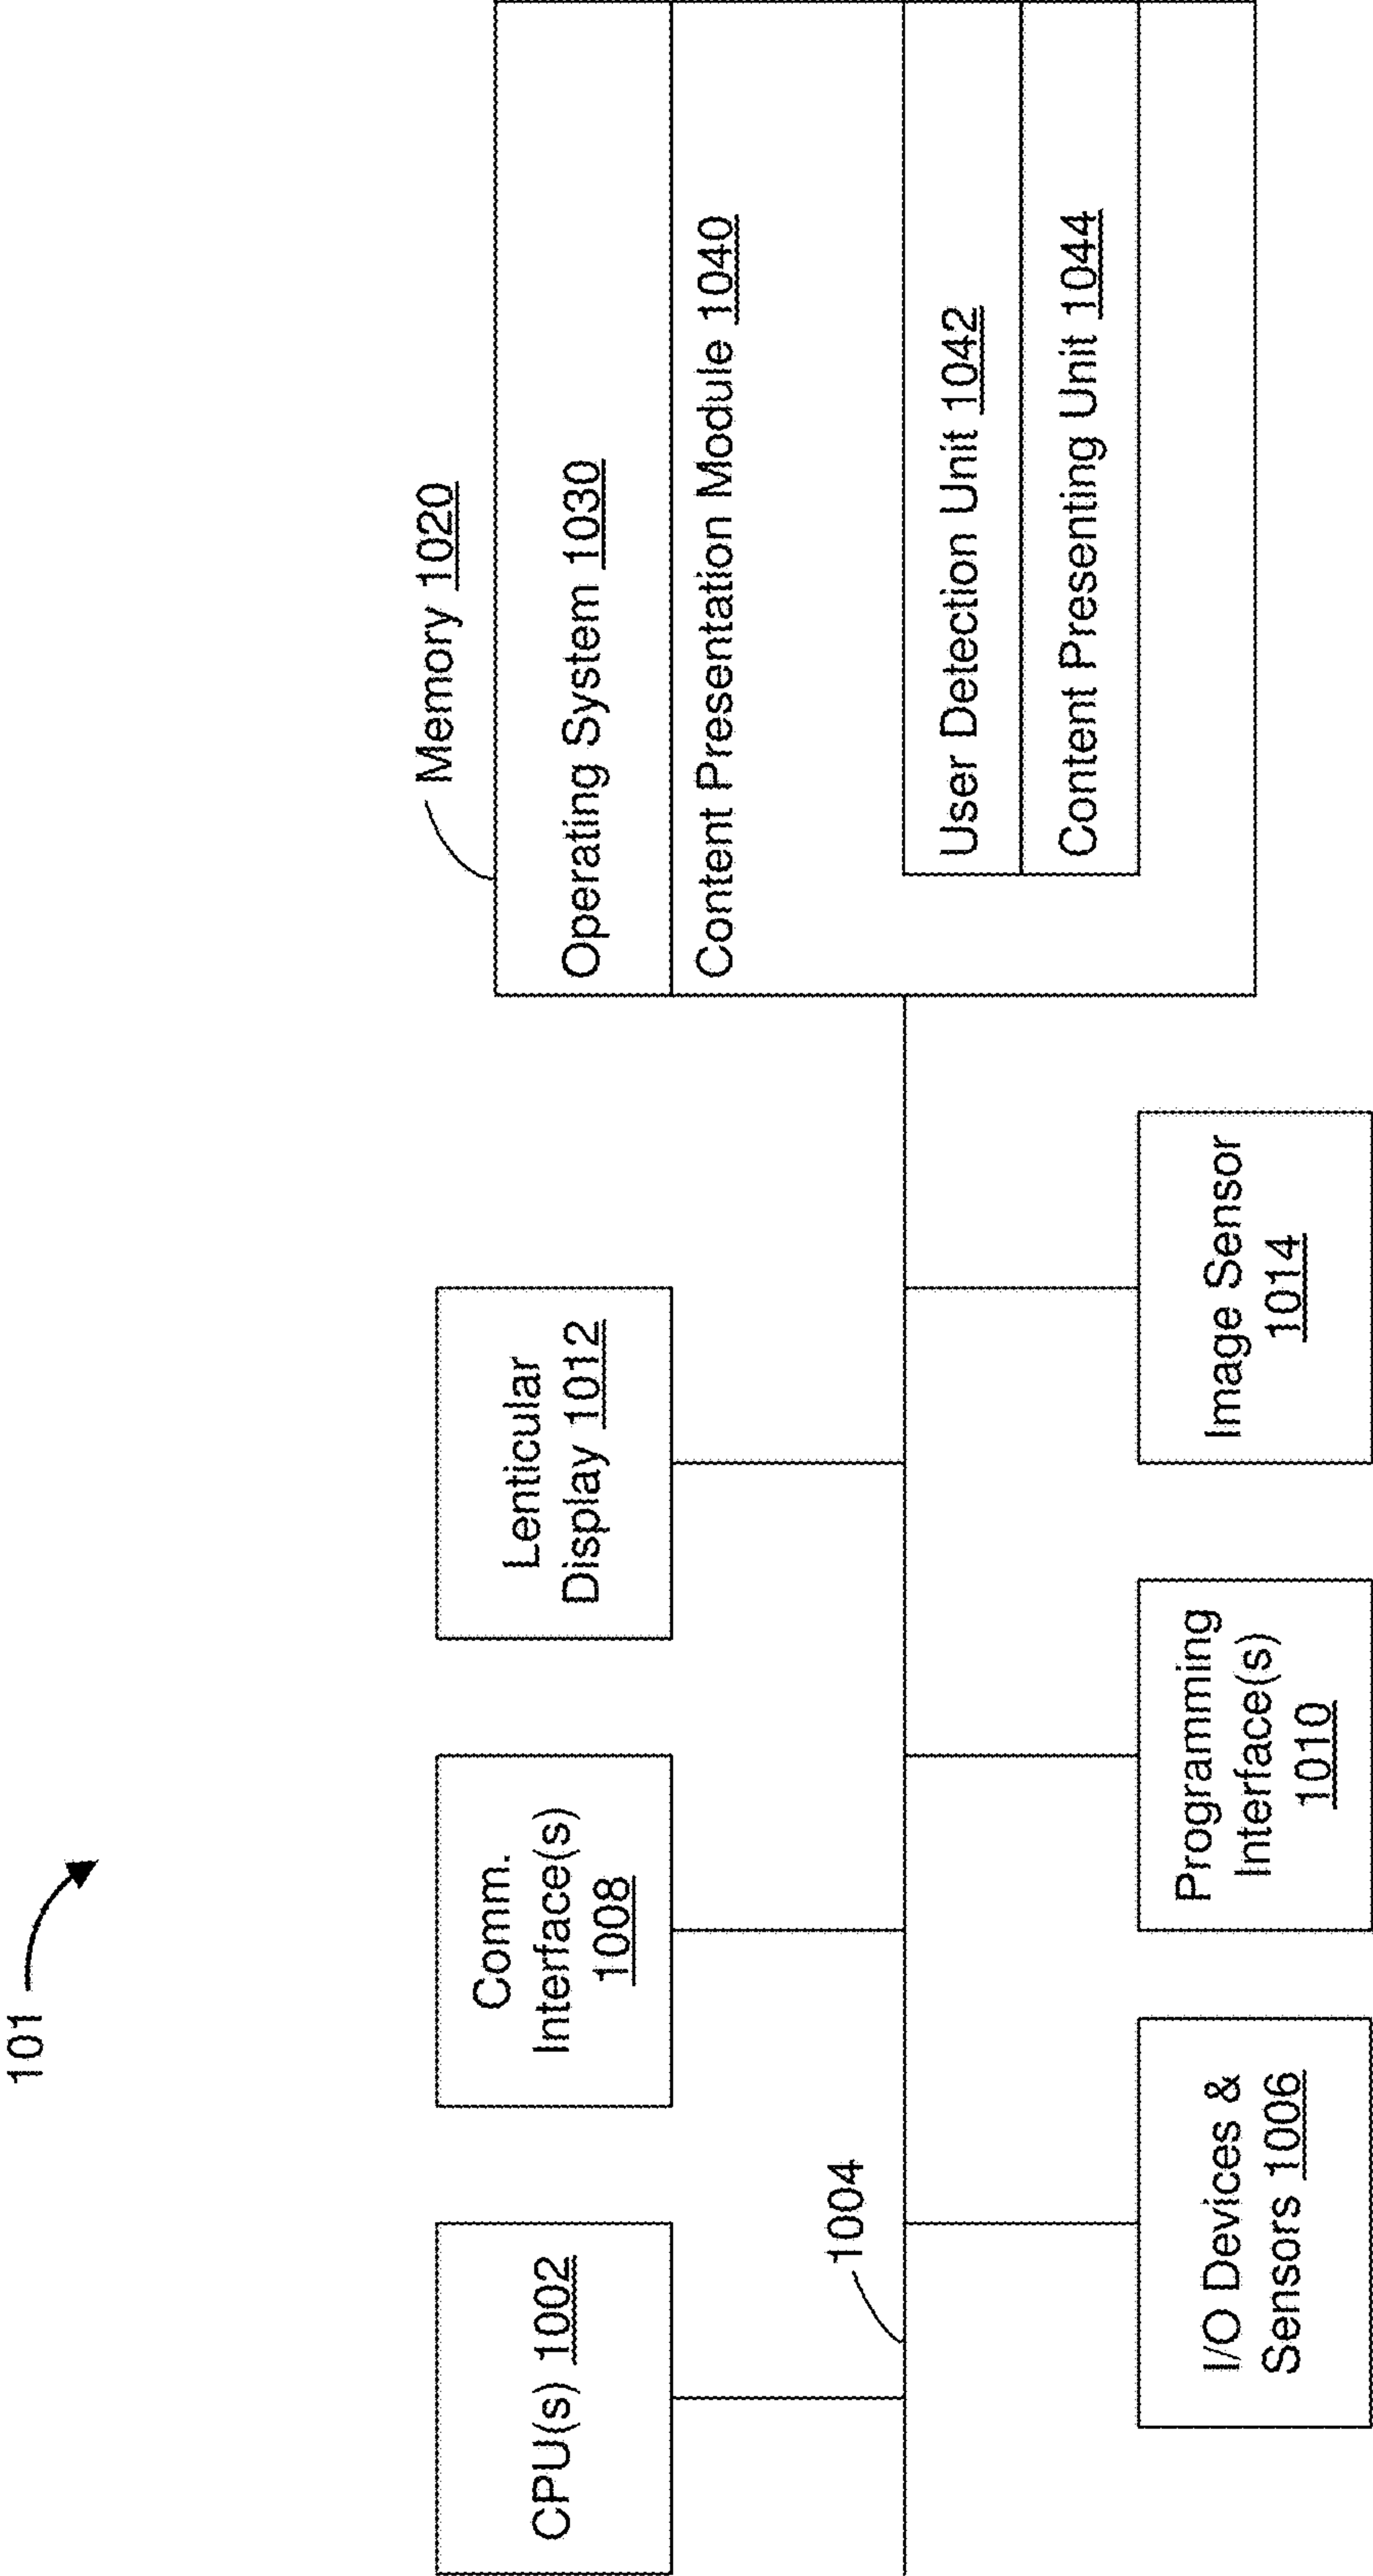 101
CPU(s) 1002
Comm.
Interface(s)
1008
Lenticular
Display 1012
Memory 1020
Operating System 1030
Content Presentation Module 1040
User Detection Unit 1042
Content Presenting Unit 1044
1004
I/O Devices &
Sensors 1006
Programming
Interface(s)
1010
Image Sensor
1014